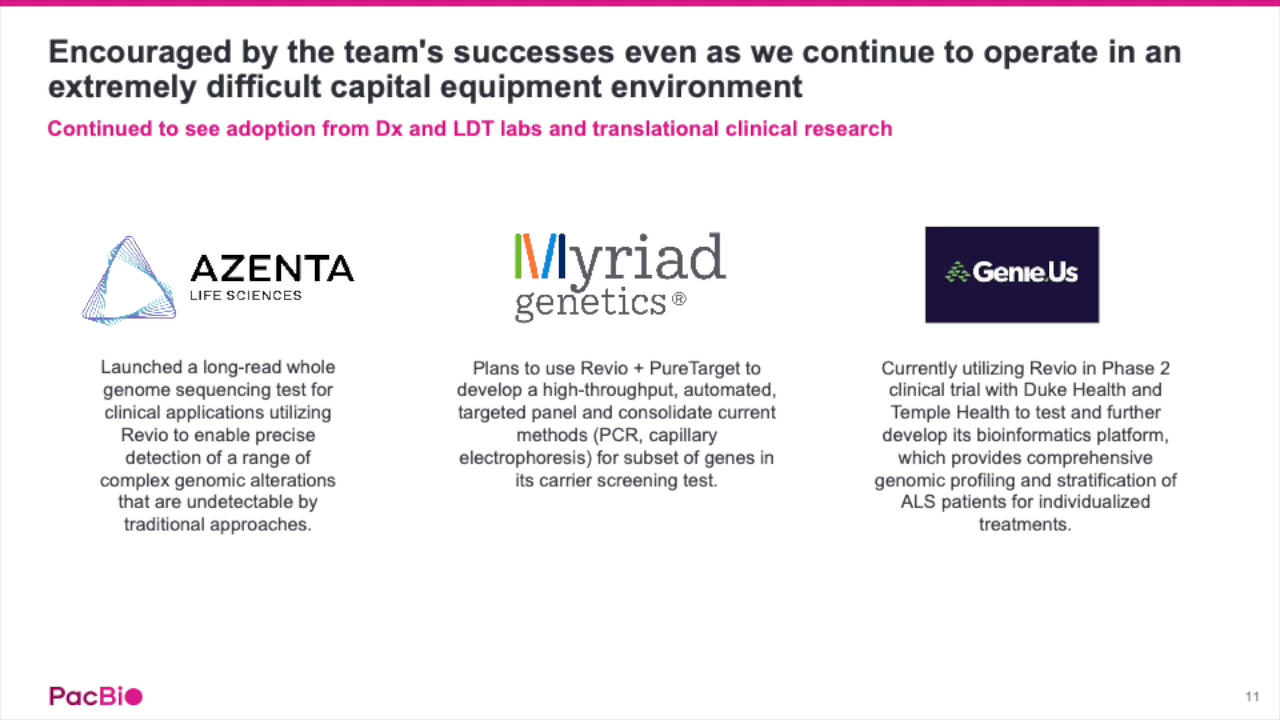 Encouraged by the team's successes even as we continue to operate in an
extremely difficult capital equipment environment
Continued to see adoption from Dx and LDT labs and translational clinical research
AZENTA
LIFE SCIENCES
Launched a long-read whole
genome sequencing test for
clinical applications utilizing
Revio to enable precise
detection of a range of
complex genomic alterations
that are undetectable by
traditional approaches.
Myriad
genetics®
Plans to use Revio + PureTarget to
develop a high-throughput, automated,
targeted panel and consolidate current
methods (PCR, capillary
electrophoresis) for subset of genes in
its carrier screening test.
Genie.Us
Currently utilizing Revio in Phase 2
clinical trial with Duke Health and
Temple Health to test and further
develop its bioinformatics platform,
which provides comprehensive
genomic profiling and stratification of
ALS patients for individualized
treatments.
PacBio
11